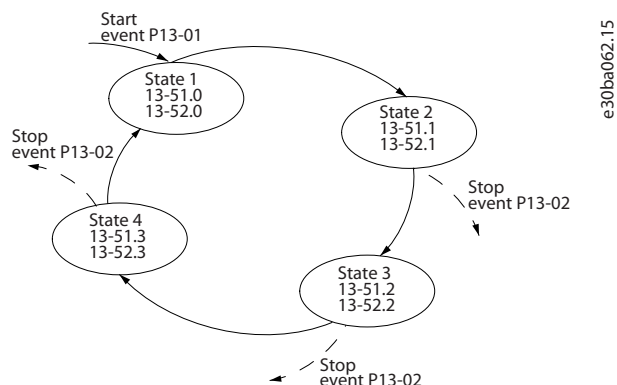 Start
event P13-01
State 1
13-51.0
13-52.0
State 2
13-51.1
13-52.1
Stop
event P13-02
Stop
event P13-02
State 4
13-51.3
13-52.3
State 3
13-51.2
13-52.2
Stop
event P13-02
e30ba062.15